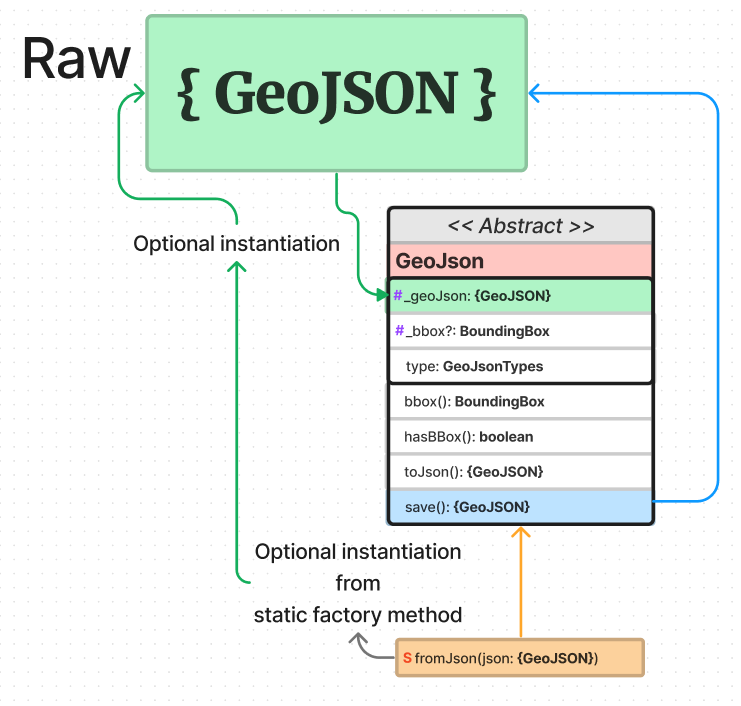 Raw
{ GeoJSON }
Optional instantiation
<< Abstract >>
GeoJson
#_geoJson: {GeoJSON}
#_bbox?: BoundingBox
type: GeoJsonTypes
bbox(): BoundingBox
hasBBox(): boolean
toJson(): {GeoJSON}
save(): {GeoJSON}
Optional instantiation
from
static factory method
S fromJson(json: {GeoJSON})